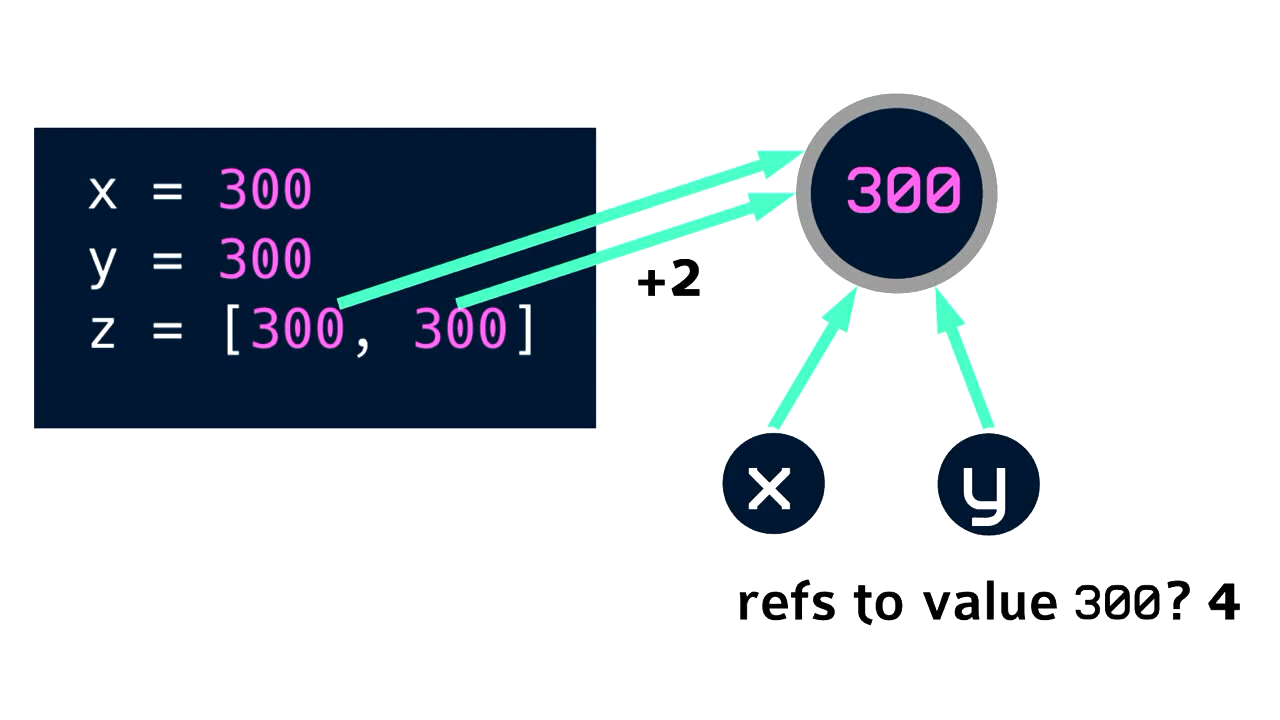 x = 300
y = 300
z = [300, 300]
+2
300
x
y
refs to value 300? 4